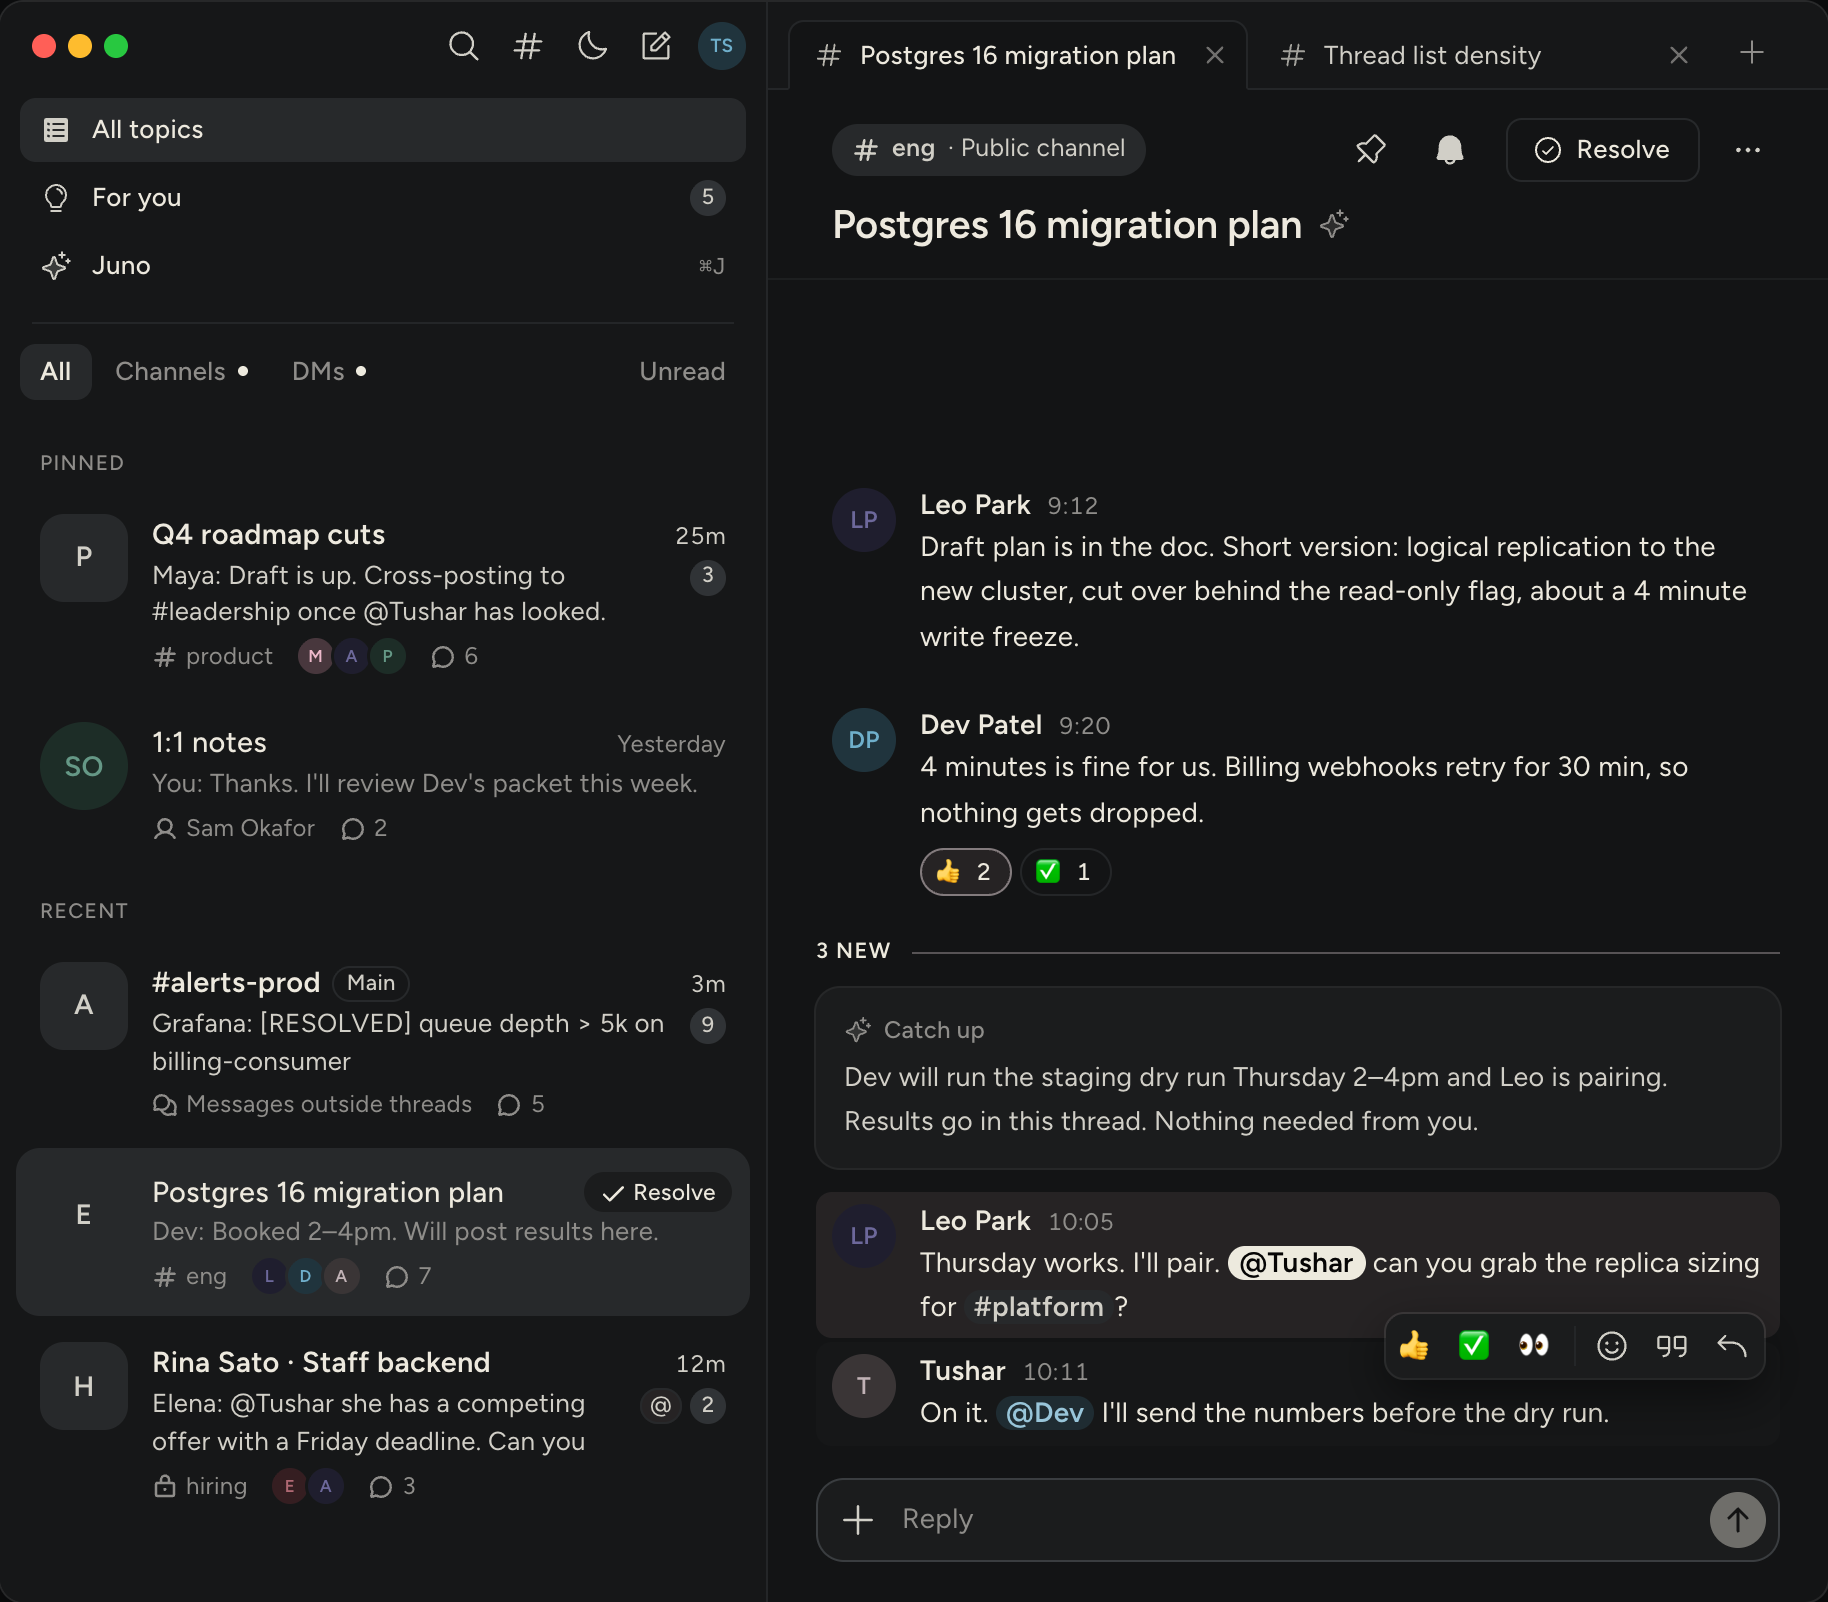 TS
All topics
For you
5
Juno
⌘J
All
Channels
DMs
Unread
PINNED
P
Q4 roadmap cuts
25m
Maya: Draft is up. Cross-posting to
3
#leadership once @Tushar has looked.
# product
M A P
6
SO
1:1 notes
Yesterday
You: Thanks. I'll review Dev's packet this week.
Sam Okafor
2
RECENT
A
#alerts-prod
Main
3m
Grafana: [RESOLVED] queue depth > 5k on
9
billing-consumer
Messages outside threads
5
E
Postgres 16 migration plan
Resolve
Dev: Booked 2–4pm. Will post results here.
# eng
L D A
7
H
Rina Sato · Staff backend
12m
Elena: @Tushar she has a competing
@ 2
offer with a Friday deadline. Can you
hiring
E A
3
# Postgres 16 migration plan
# Thread list density
# eng · Public channel
Resolve
Postgres 16 migration plan
LP
Leo Park 9:12
Draft plan is in the doc. Short version: logical replication to the
new cluster, cut over behind the read-only flag, about a 4 minute
write freeze.
DP
Dev Patel 9:20
4 minutes is fine for us. Billing webhooks retry for 30 min, so
nothing gets dropped.
👍 2 ✅ 1
3 NEW
Catch up
Dev will run the staging dry run Thursday 2–4pm and Leo is pairing.
Results go in this thread. Nothing needed from you.
LP
Leo Park 10:05
Thursday works. I'll pair. @Tushar can you grab the replica sizing
for #platform ?
T
Tushar 10:11
On it. @Dev I'll send the numbers before the dry run.
Reply